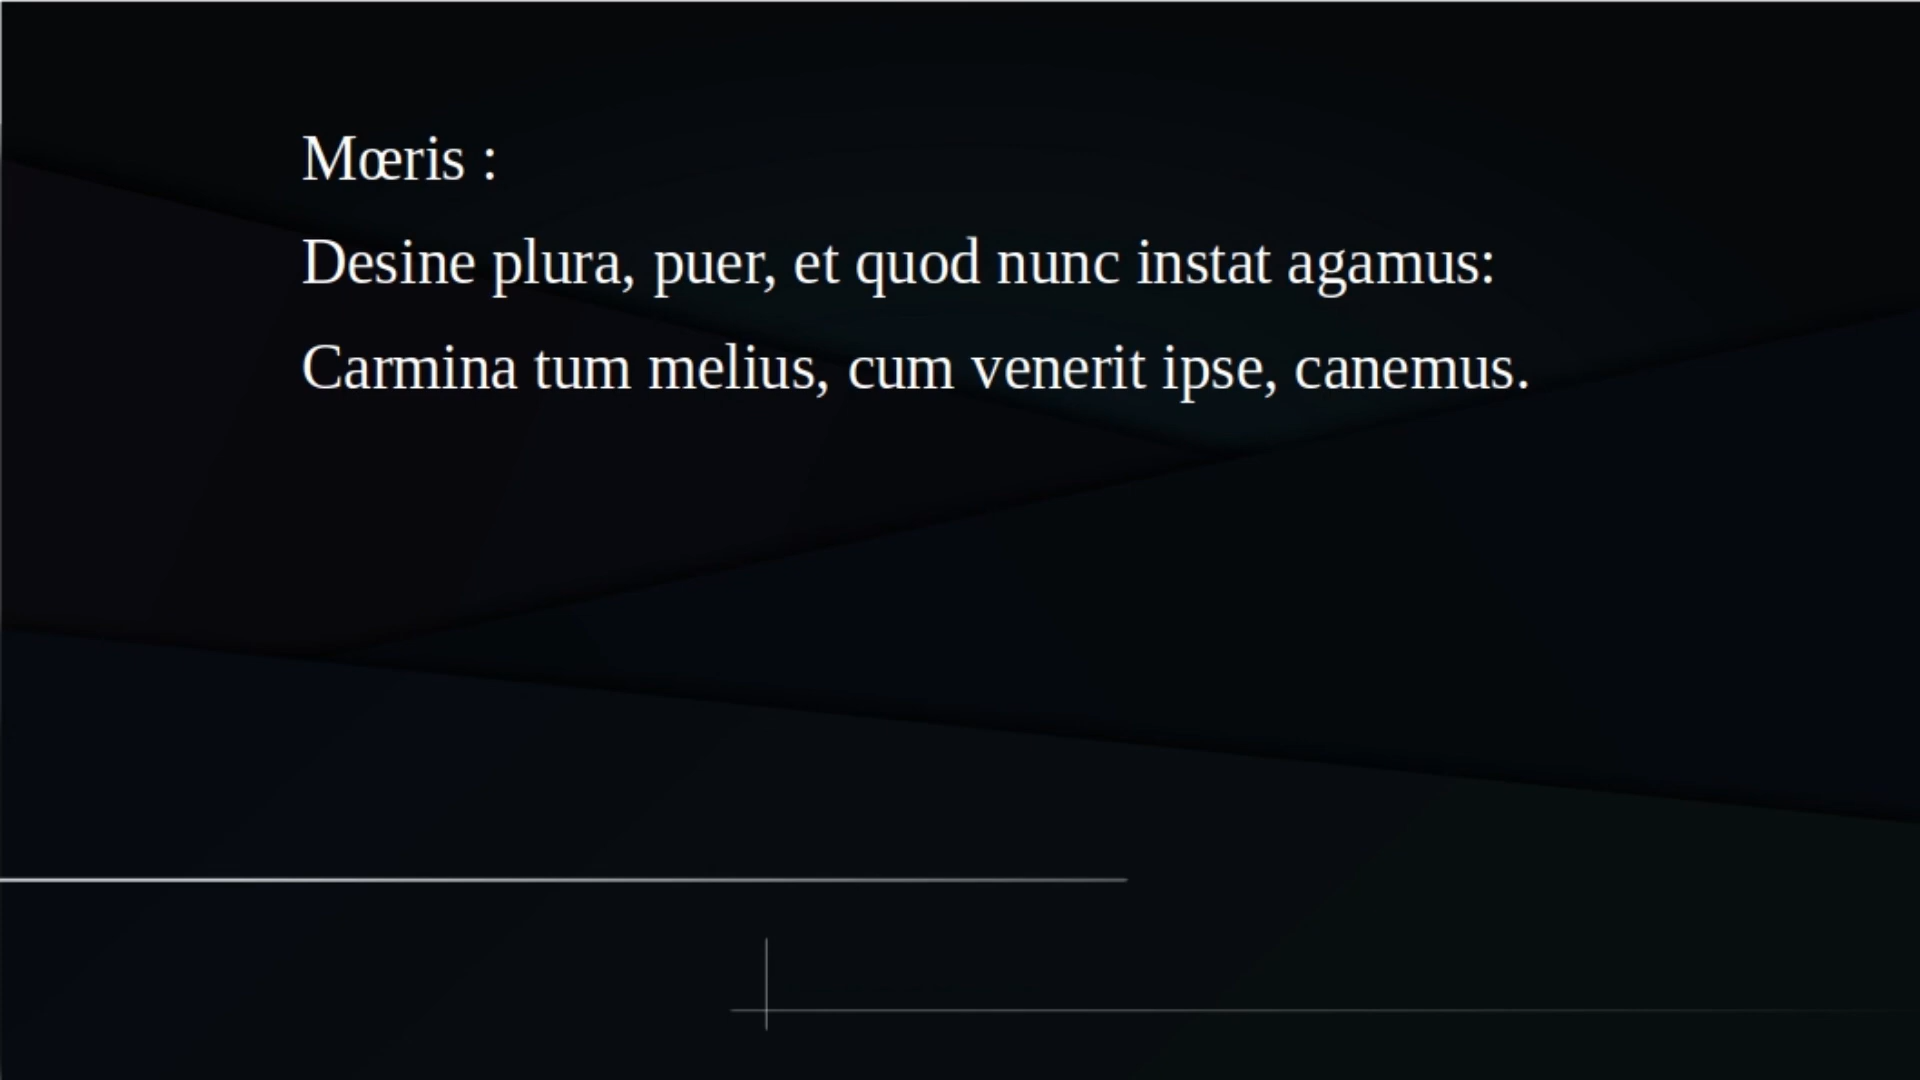 Mœris :
Desine plura, puer, et quod nunc instat agamus:
Carmina tum melius, cum venerit ipse, canemus.